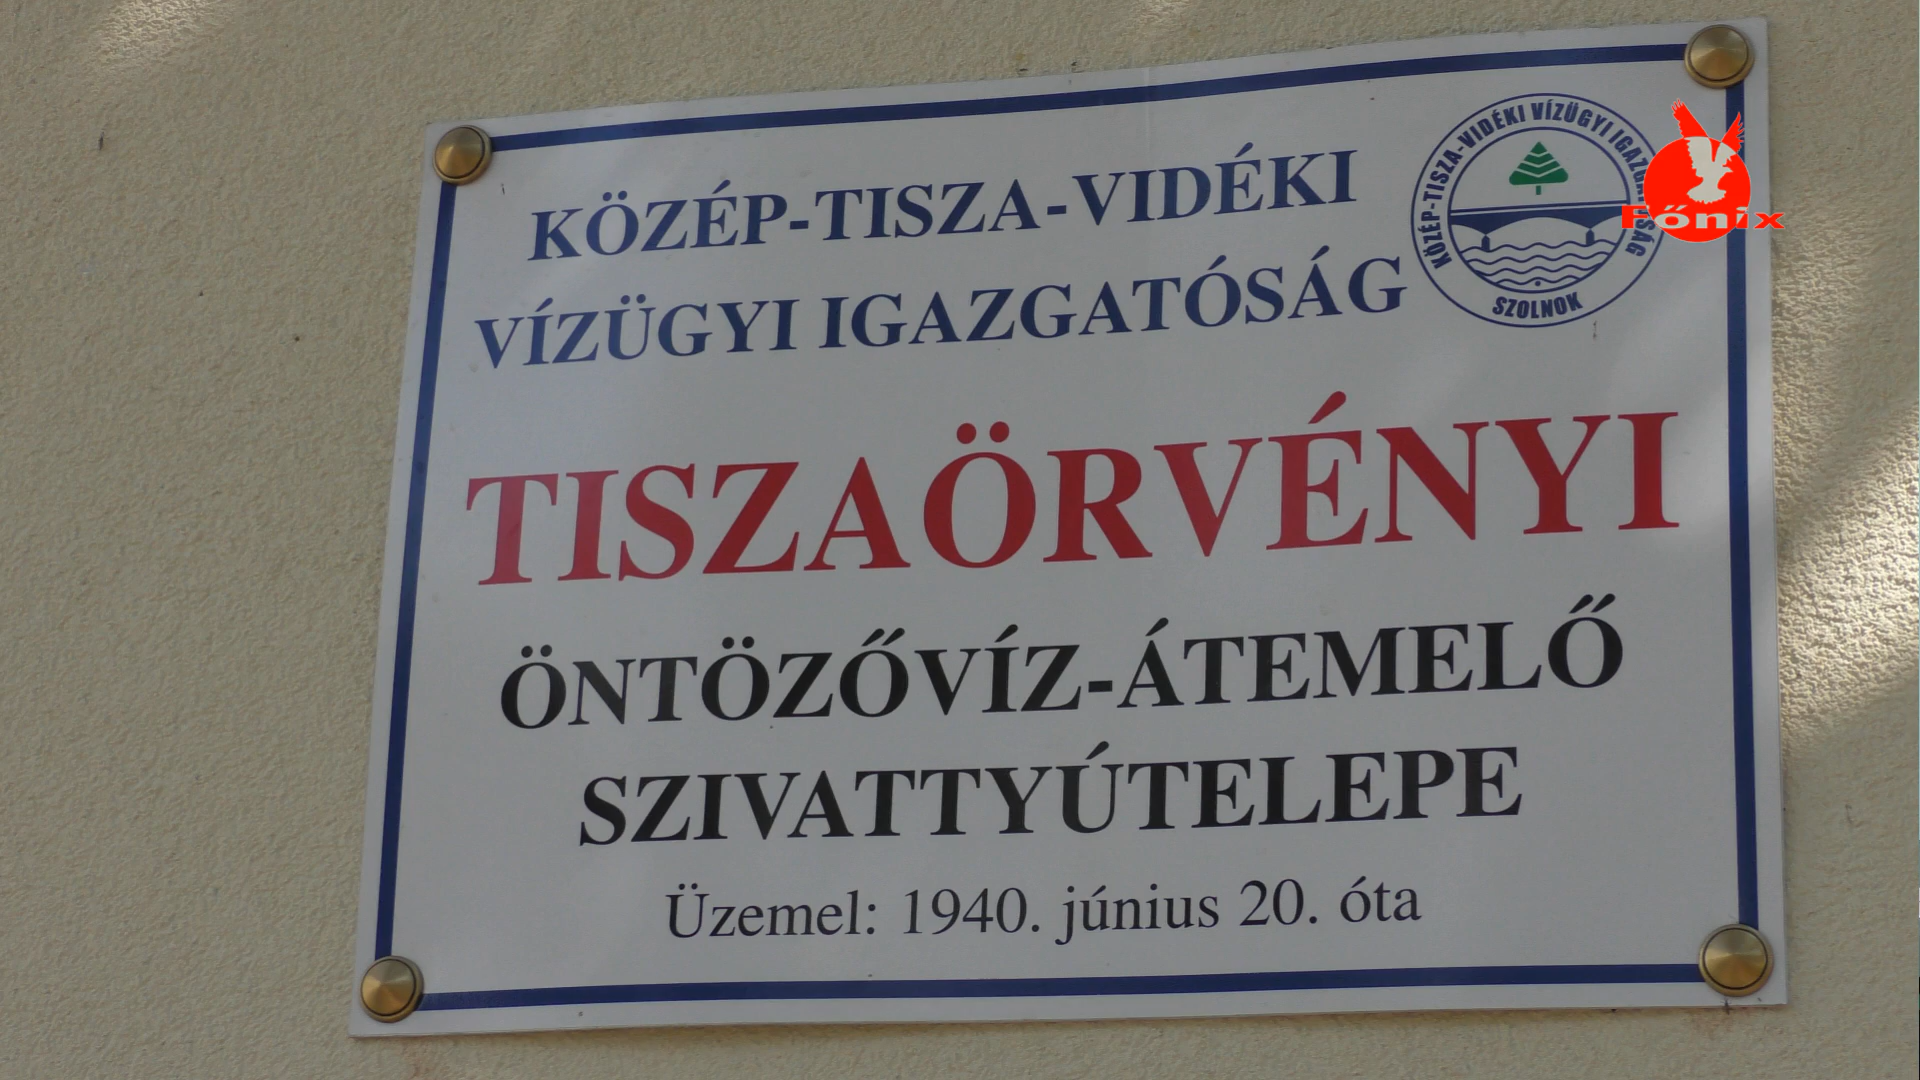 KÖZÉP-TISZA-VIDÉKI
VÍZÜGYI IGAZGATÓSÁG
KÖZÉP-TISZA-VIDÉKI VÍZÜGYI IGAZGATÓSÁG
SZOLNOK
Főnix
TISZAÖRVÉNYI
ÖNTÖZŐVÍZ-ÁTEMELŐ
SZIVATTYÚTELEPE
Üzemel: 1940. június 20. óta